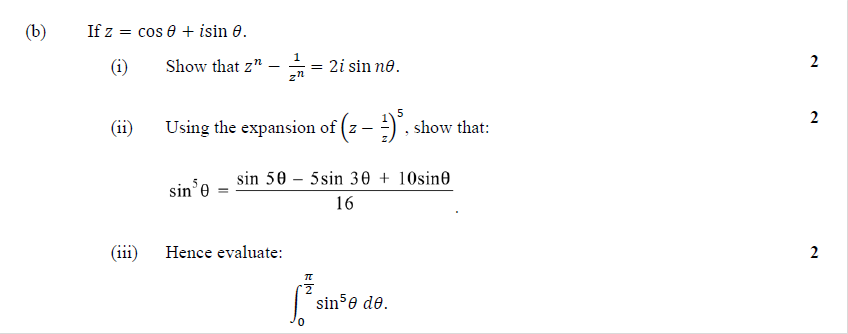 (b) If z = cos θ + isin θ.
(i) Show that zⁿ − 1/zⁿ = 2i sin nθ. 2
(ii) Using the expansion of (z − 1/z)⁵, show that: 2
sin⁵θ = (sin 5θ − 5sin 3θ + 10sinθ)/16 .
(iii) Hence evaluate: 2
∫₀^(π/2) sin⁵θ dθ.